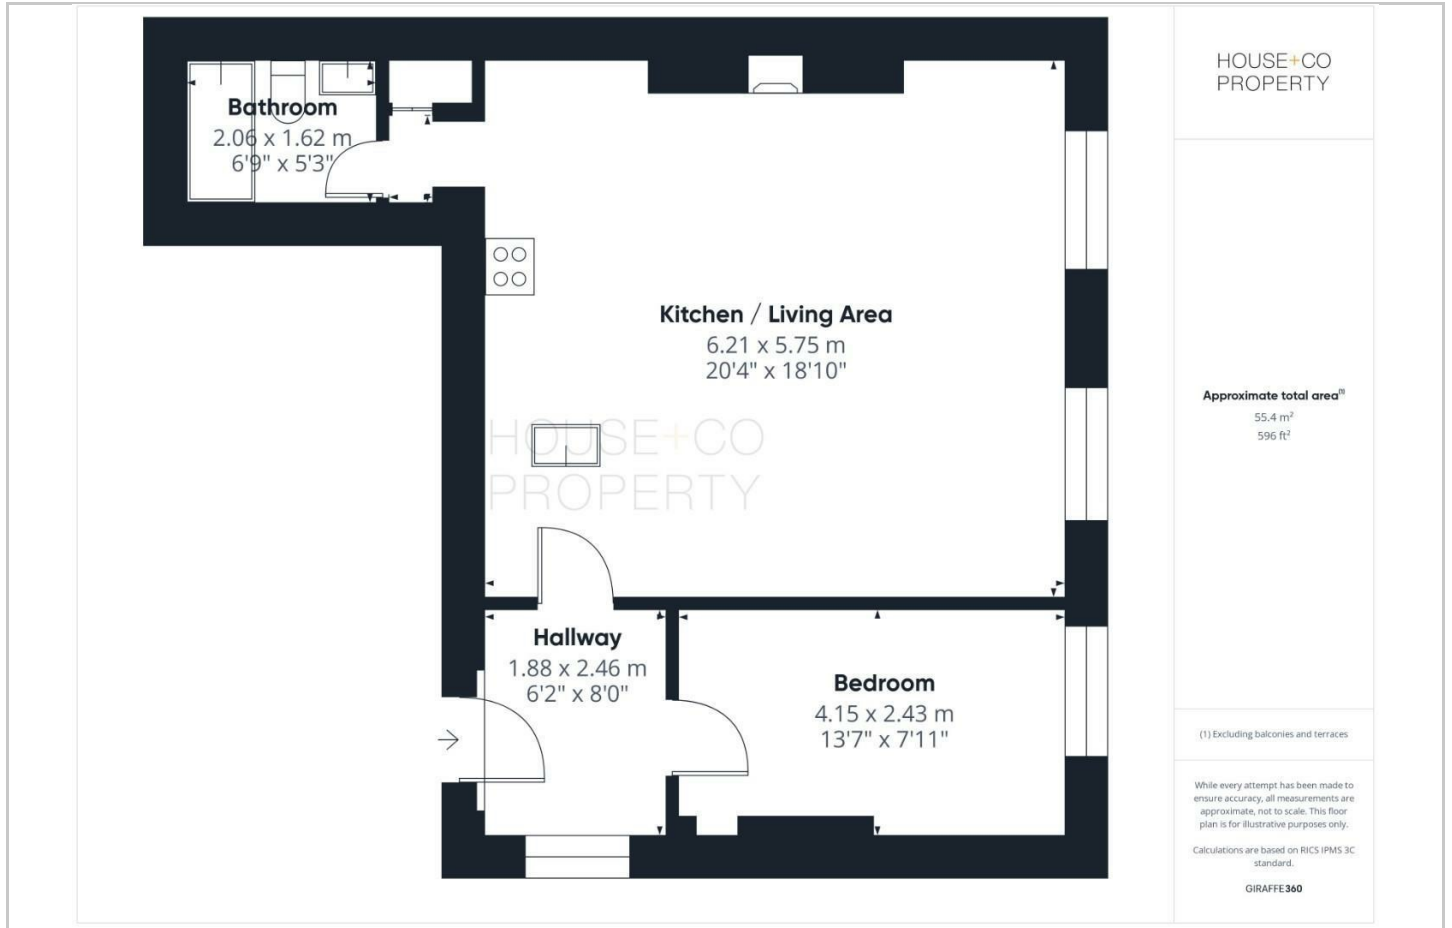 Bathroom
2.06 x 1.62 m
6'9" x 5'3"
Kitchen / Living Area
6.21 x 5.75 m
20'4" x 18'10"
HOUSE+CO
PROPERTY
Hallway
1.88 x 2.46 m
6'2" x 8'0"
Bedroom
4.15 x 2.43 m
13'7" x 7'11"
HOUSE+CO
PROPERTY
Approximate total area(1)
55.4 m²
596 ft²
(1) Excluding balconies and terraces
While every attempt has been made to
ensure accuracy, all measurements are
approximate, not to scale. This floor
plan is for illustrative purposes only.
Calculations are based on RICS IPMS 3C
standard.
GIRAFFE360